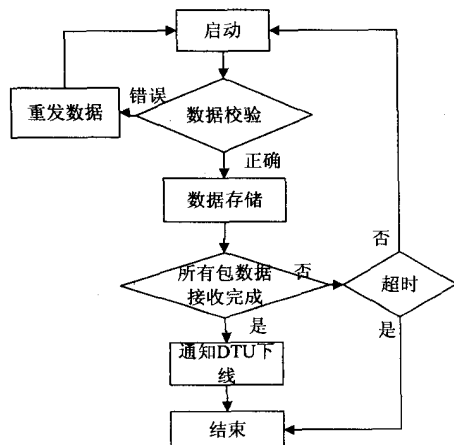 启动
错误
重发数据
数据校验
正确
数据存储
否
所有包数据
否
接收完成
超时
是
是
通知DTU下
线
结束